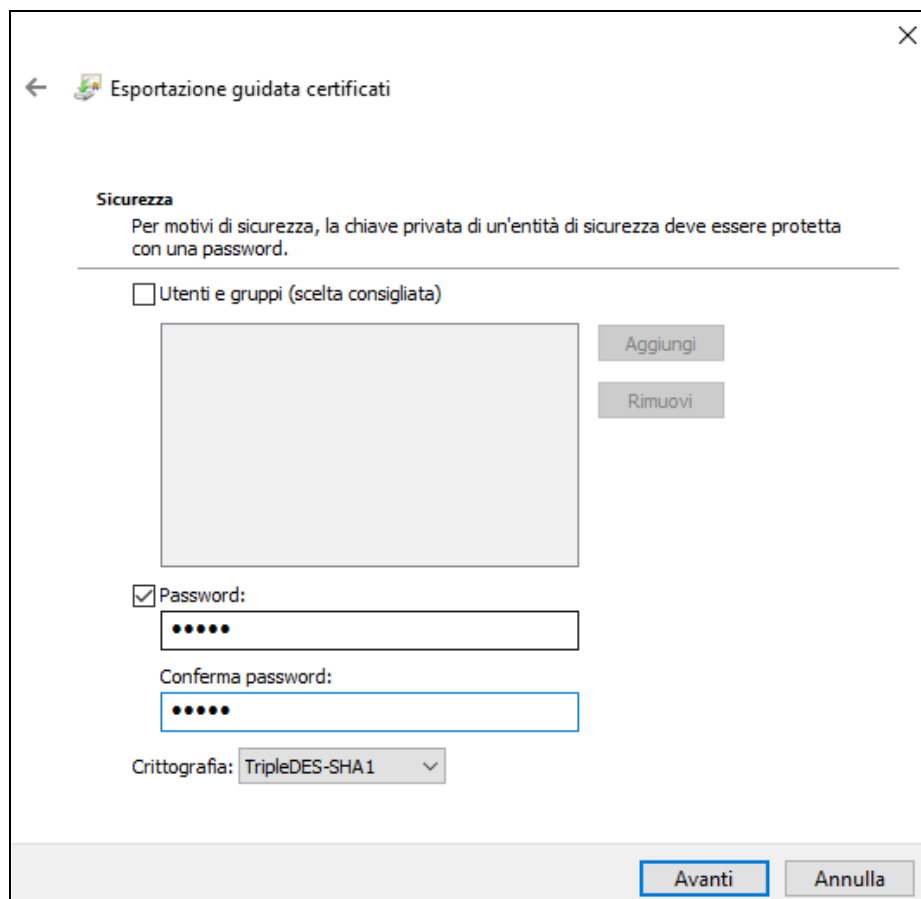 Esportazione guidata certificati
Sicurezza
Per motivi di sicurezza, la chiave privata di un'entità di sicurezza deve essere protetta
con una password.
Utenti e gruppi (scelta consigliata)
Aggiungi
Rimuovi
Password:
•••••
Conferma password:
•••••
Crittografia: TripleDES-SHA1
Avanti Annulla